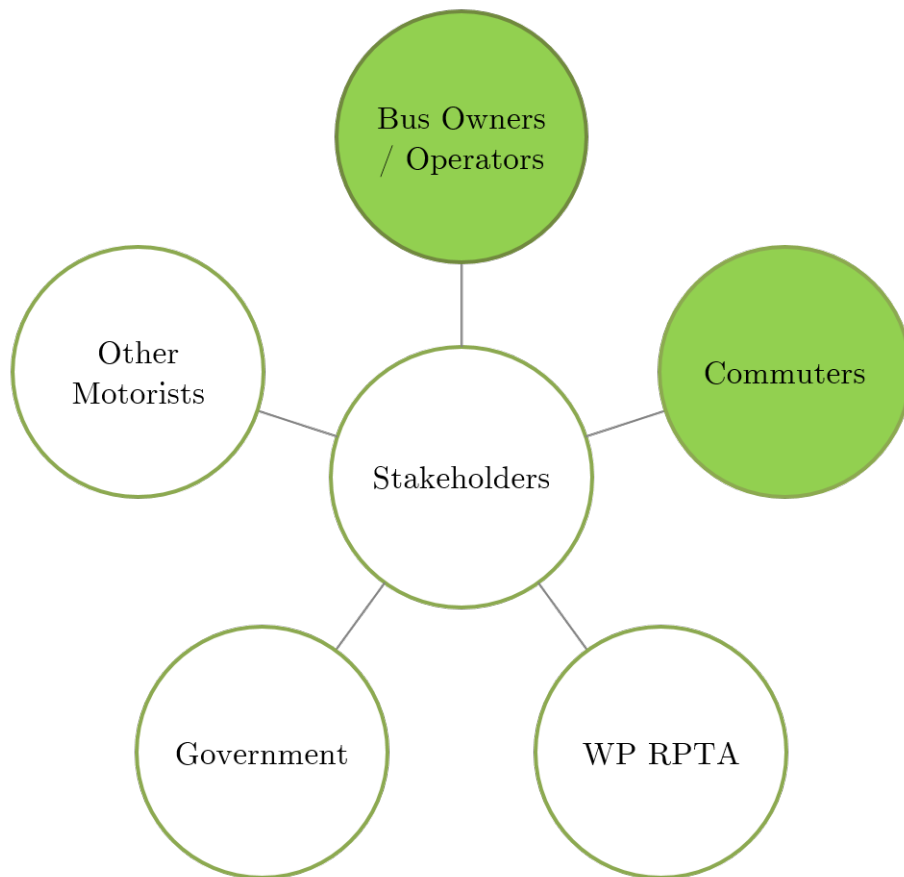 Bus Owners
/ Operators
Other
Motorists
Commuters
Stakeholders
Government
WP RPTA